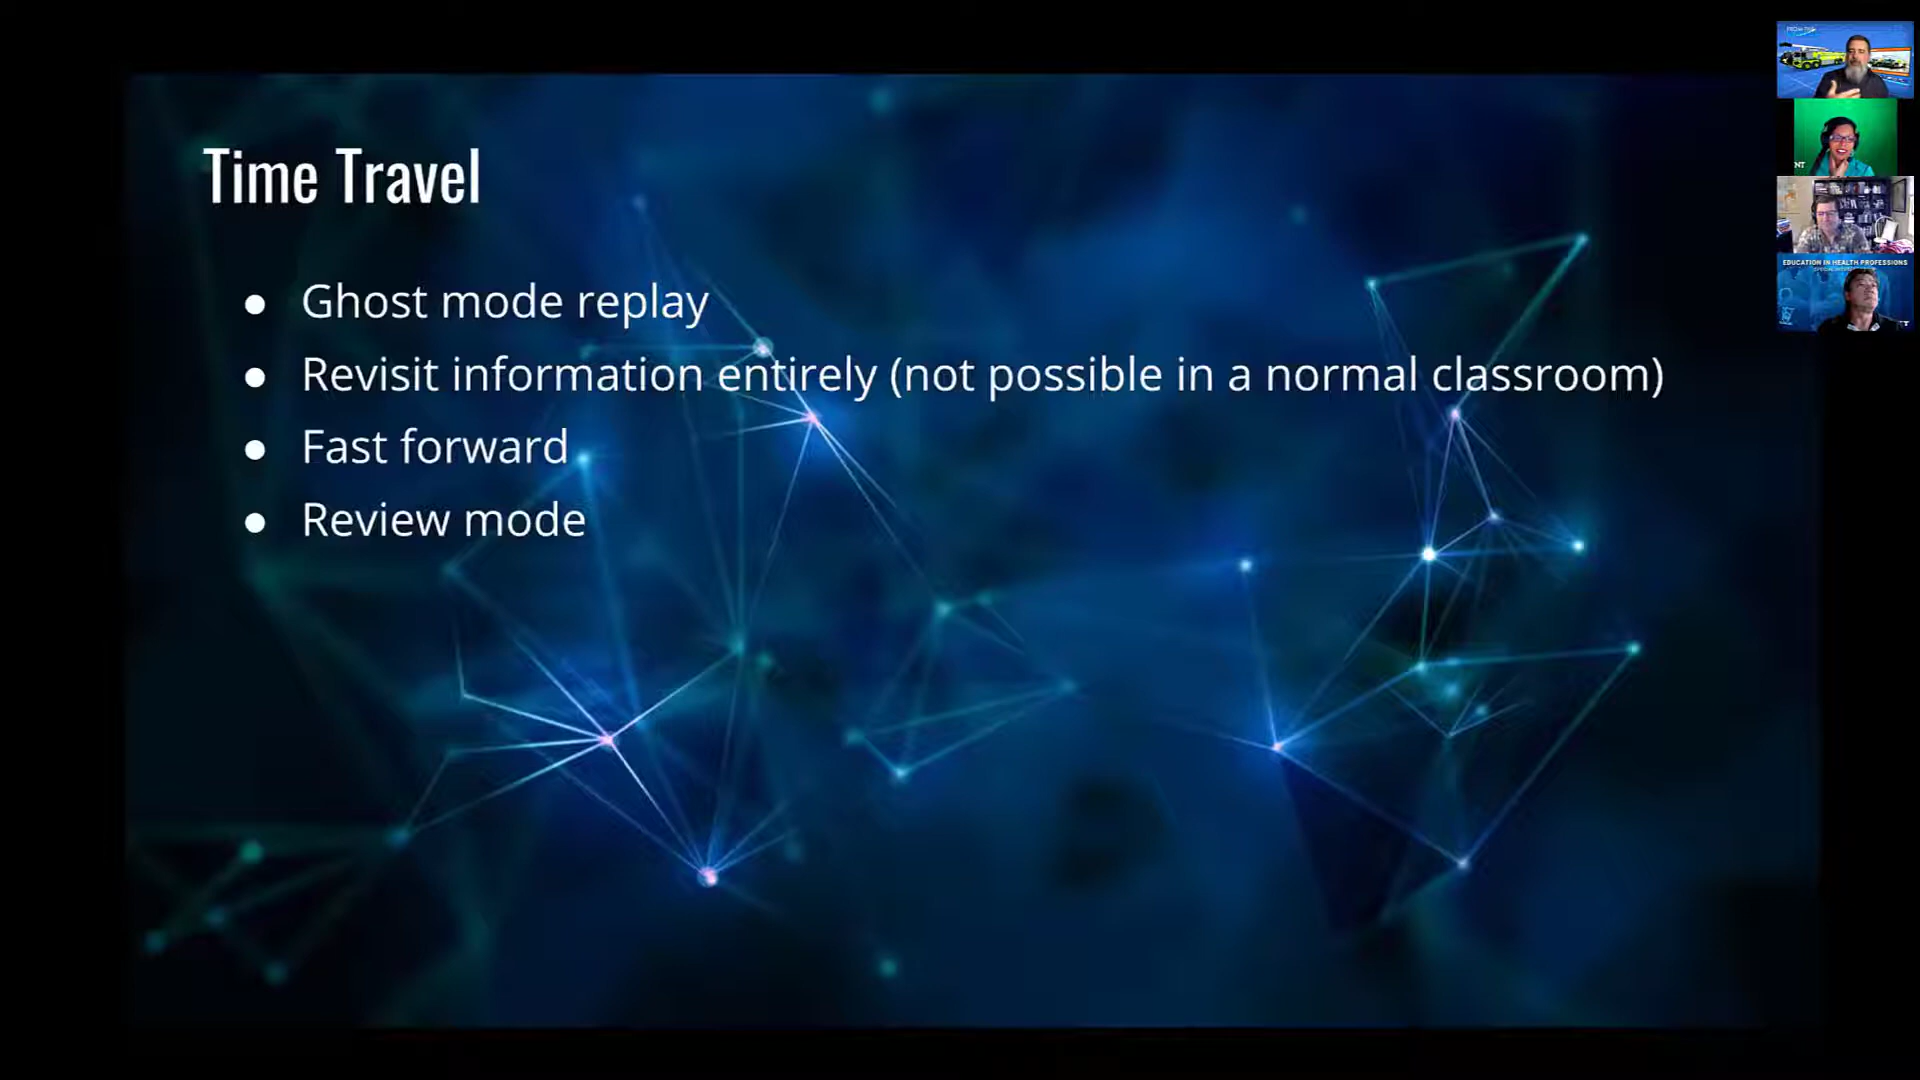 Time Travel
● Ghost mode replay
● Revisit information entirely (not possible in a normal classroom)
● Fast forward
● Review mode
NT
EDUCATION IN HEALTH PROFESSIONS